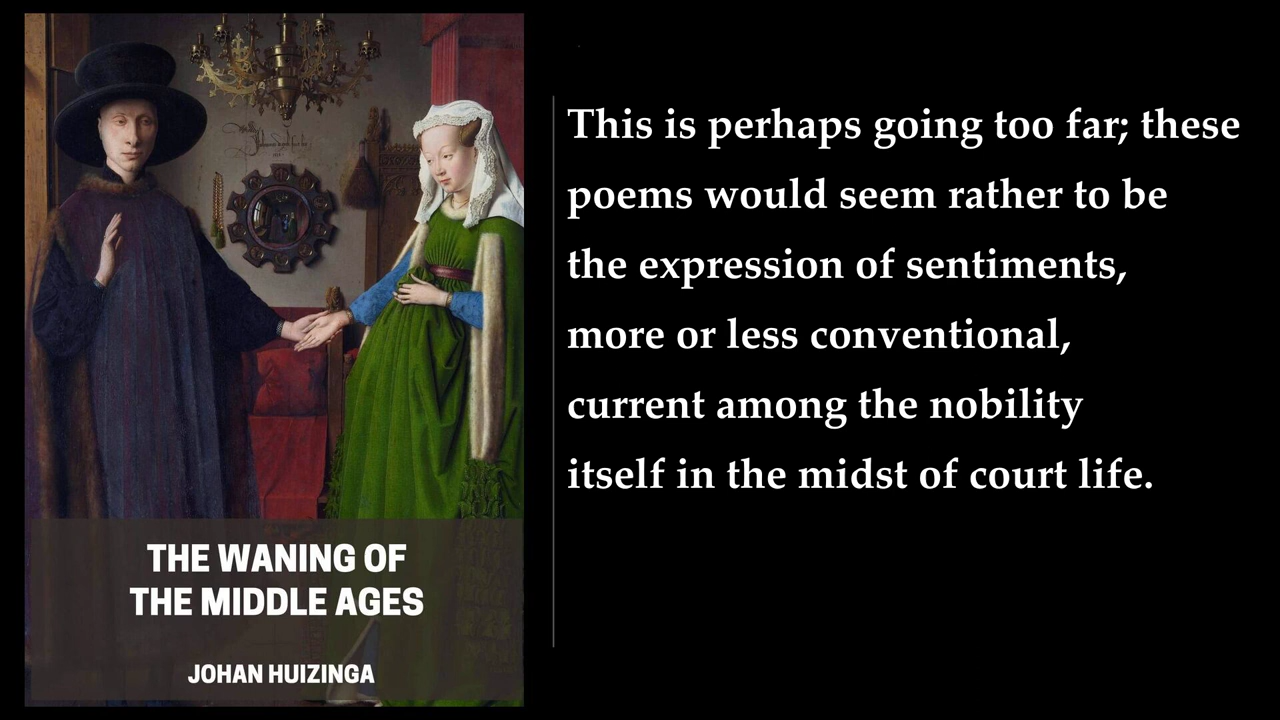 THE WANING OF
THE MIDDLE AGES
JOHAN HUIZINGA
This is perhaps going too far; these
poems would seem rather to be
the expression of sentiments,
more or less conventional,
current among the nobility
itself in the midst of court life.